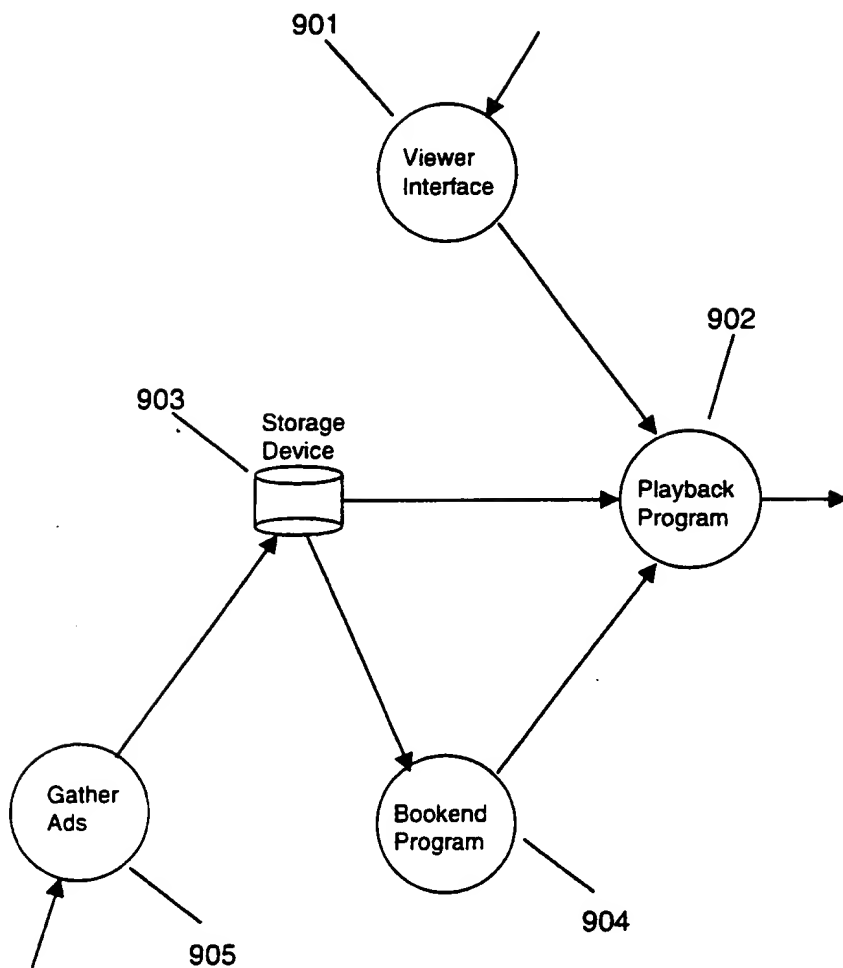 901
Viewer
Interface
902
903
Storage
Device
Playback
Program
Gather
Ads
Bookend
Program
904
905